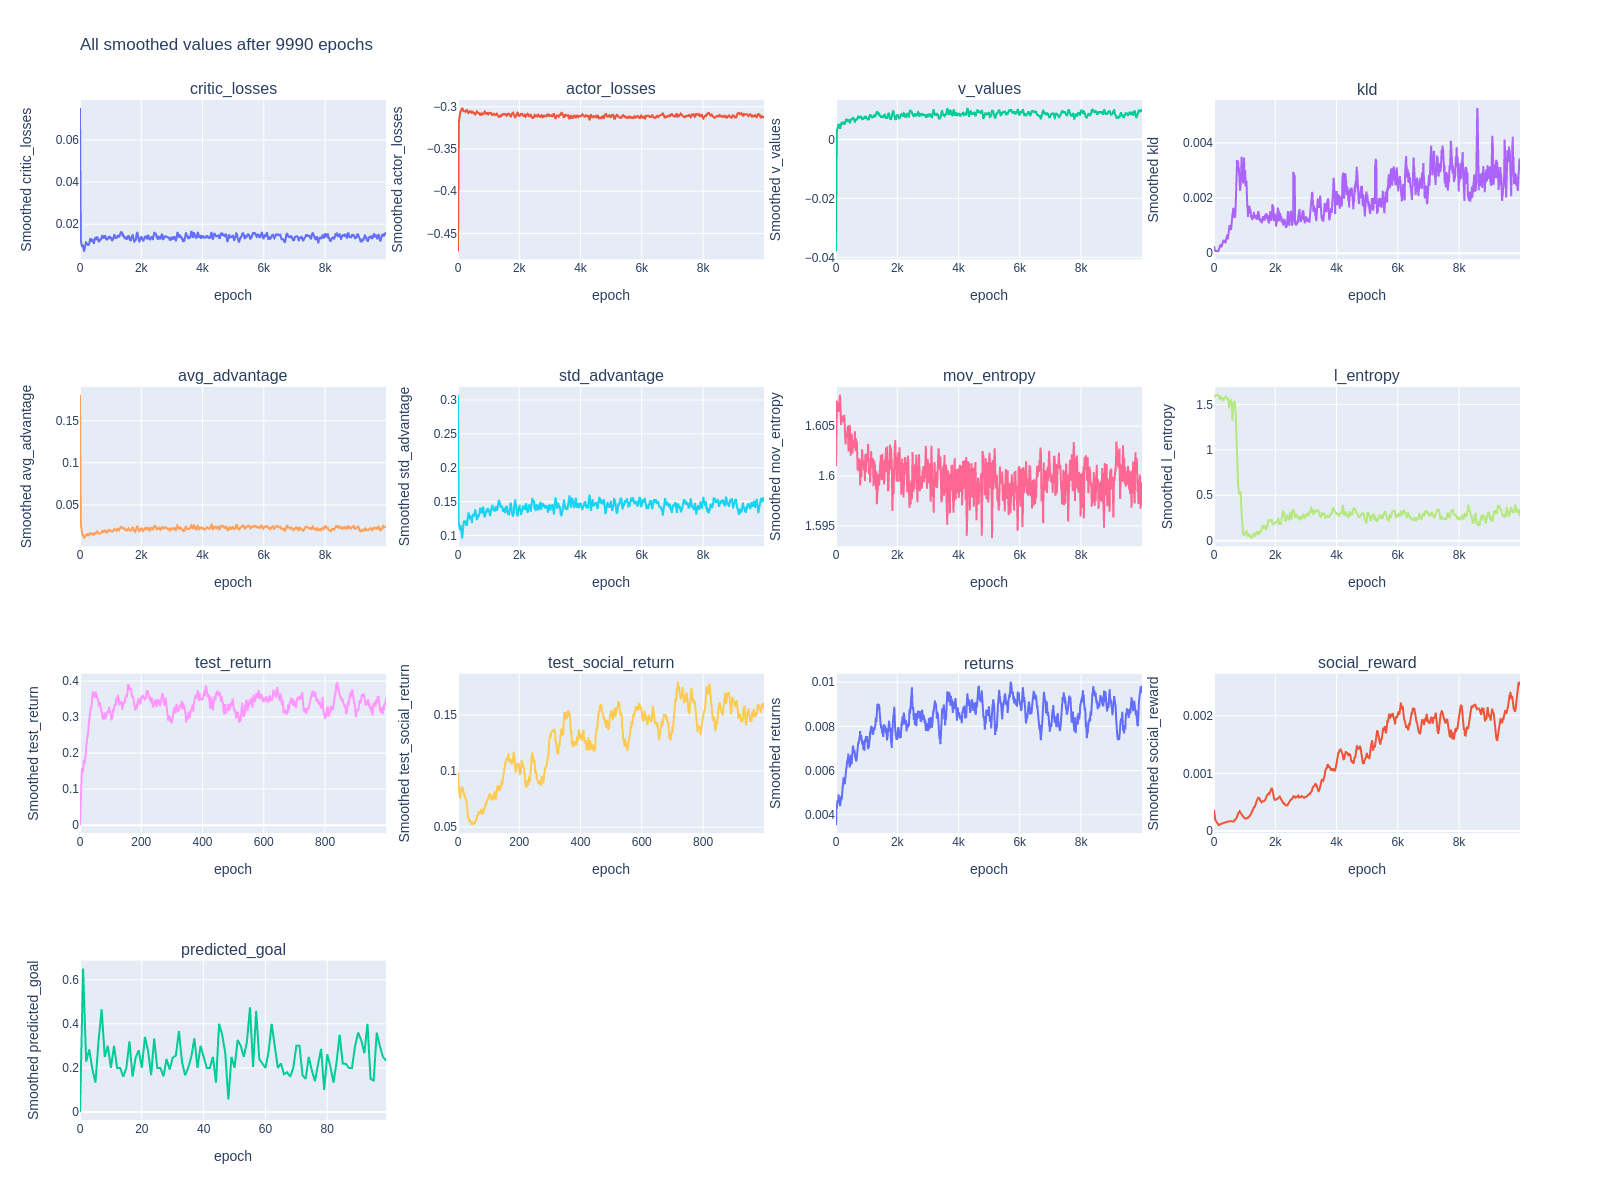 All smoothed values after 9990 epochs
critic_losses
actor_losses
v_values
kld
Smoothed critic_losses
0.06
0.04
0.02
0
2k
4k
6k
8k
epoch
Smoothed actor_losses
−0.3
−0.35
−0.4
−0.45
0
2k
4k
6k
8k
epoch
Smoothed v_values
0
−0.02
−0.04
0
2k
4k
6k
8k
epoch
Smoothed kld
0.004
0.002
0
0
2k
4k
6k
8k
epoch
avg_advantage
std_advantage
mov_entropy
l_entropy
Smoothed avg_advantage
0.15
0.1
0.05
0
2k
4k
6k
8k
epoch
Smoothed std_advantage
0.3
0.25
0.2
0.15
0.1
0
2k
4k
6k
8k
epoch
Smoothed mov_entropy
1.605
1.6
1.595
0
2k
4k
6k
8k
epoch
Smoothed l_entropy
1.5
1
0.5
0
0
2k
4k
6k
8k
epoch
test_return
test_social_return
returns
social_reward
Smoothed test_return
0.4
0.3
0.2
0.1
0
0
200
400
600
800
epoch
Smoothed test_social_return
0.15
0.1
0.05
0
200
400
600
800
epoch
Smoothed returns
0.01
0.008
0.006
0.004
0
2k
4k
6k
8k
epoch
Smoothed social_reward
0.002
0.001
0
0
2k
4k
6k
8k
epoch
predicted_goal
Smoothed predicted_goal
0.6
0.4
0.2
0
0
20
40
60
80
epoch